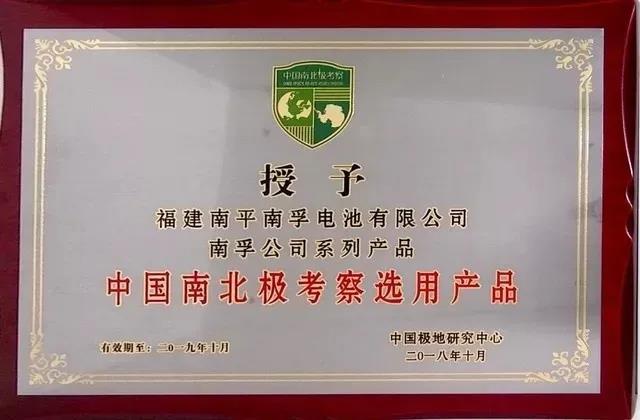 中国南北极考察
授予
福建南平南孚电池有限公司
南孚公司系列产品
中国南北极考察选用产品
有效期至：二〇一九年十月
中国极地研究中心
二〇一八年十月